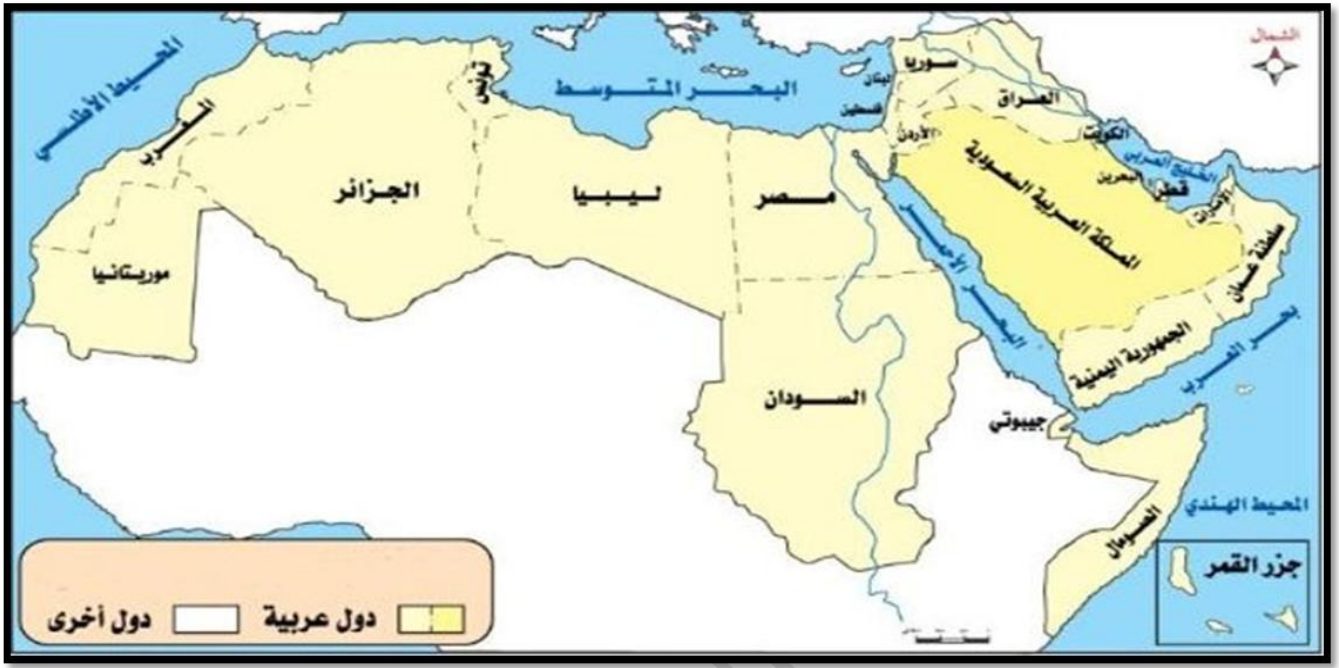 الشمال
المحيط الأطلسي
البحر المتوسط
تونس
المغرب
الجزائر
ليبيا
مصر
موريتانيا
السودان
سوريا
لبنان
فلسطين
الأردن
العراق
الكويت
الخليج العربي
البحرين
قطر
الإمارات
المملكة العربية السعودية
سلطنة عمان
الجمهورية اليمنية
البحر الأحمر
بحر العرب
جيبوتي
الصومال
المحيط الهندي
جزر القمر
دول عربية
دول أخرى